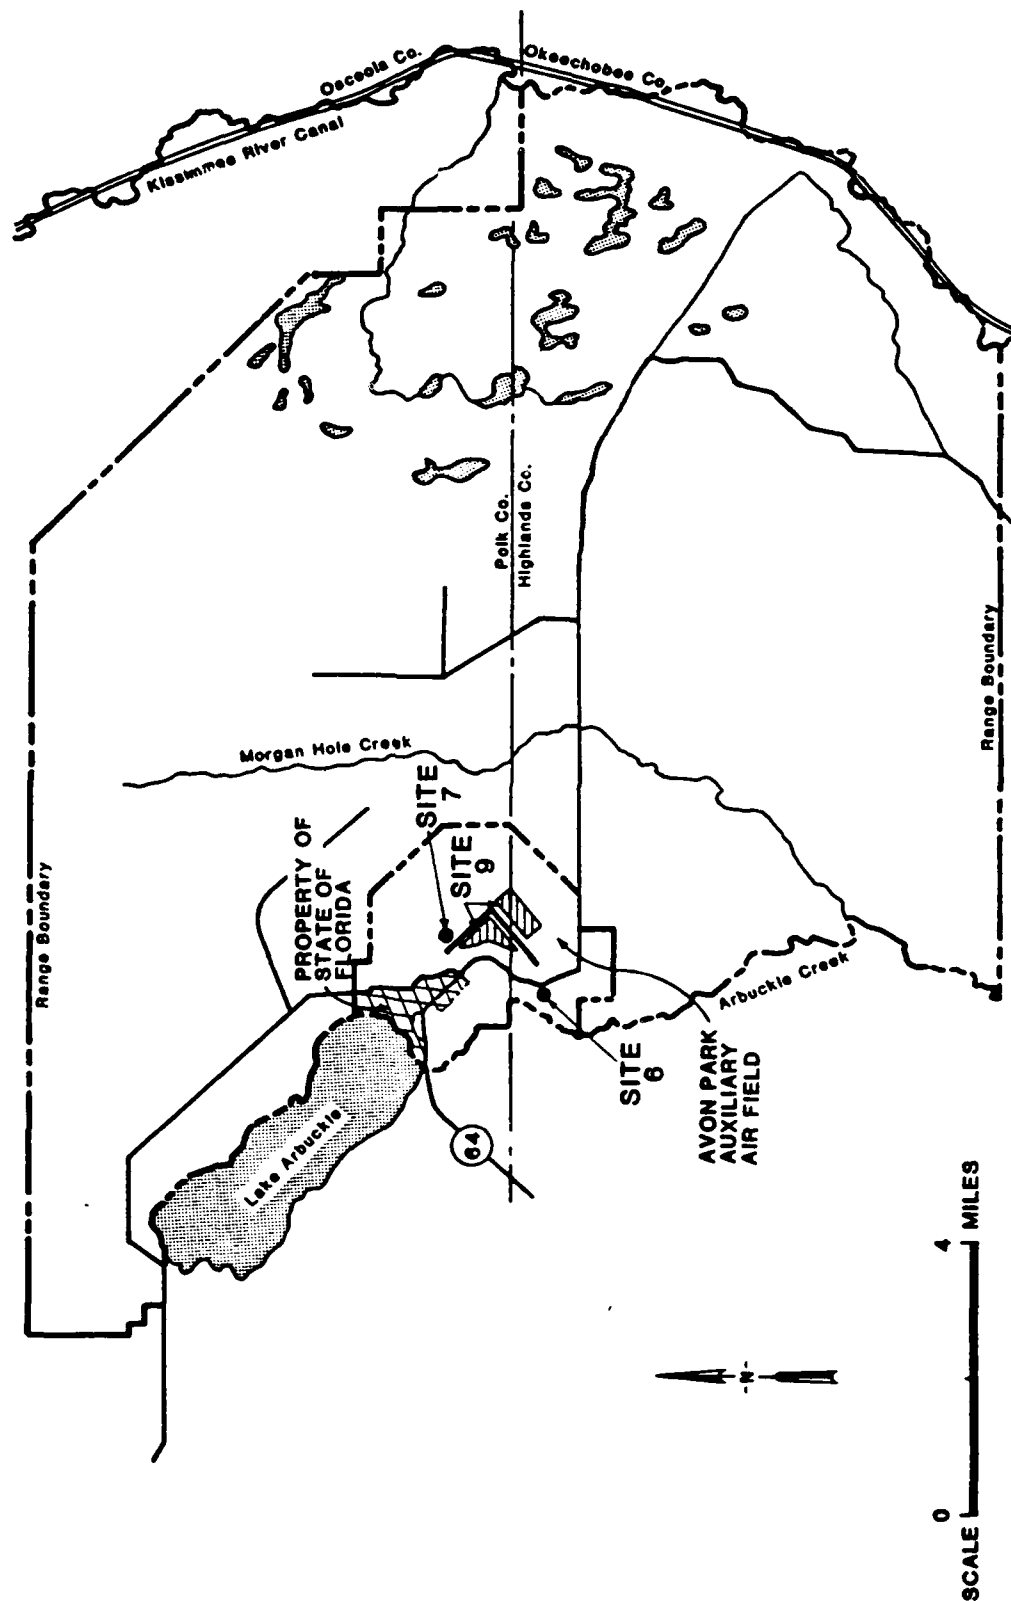 Osceola Co.
Okeechobee Co.
Kissimmee River Canal
Polk Co.
Highlands Co.
Range Boundary
Range Boundary
Morgan Hole Creek
PROPERTY OF
STATE OF
FLORIDA
SITE
7
SITE
9
Lake Arbuckle
64
SITE
6
Arbuckle Creek
AVON PARK
AUXILIARY
AIR FIELD
-N-
SCALE
0
4
MILES